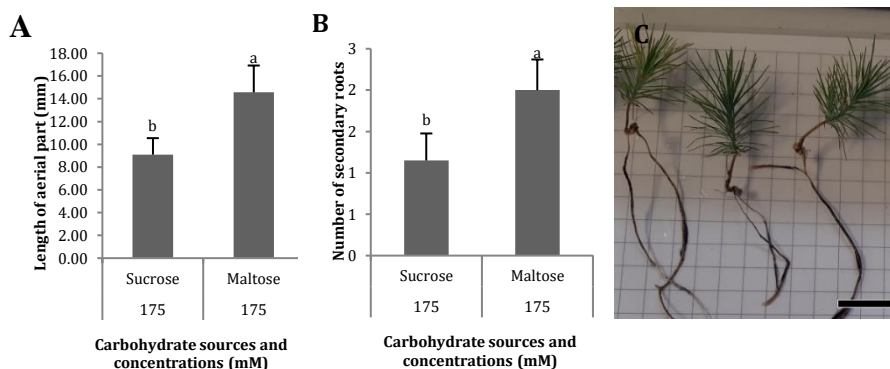 A
Length of aerial part (mm)
18.00
16.00
14.00
12.00
10.00
8.00
6.00
4.00
2.00
0.00
b
a
Sucrose Maltose
175 175
Carbohydrate sources and
concentrations (mM)
B
Number of secondary roots
3
2
2
1
1
0
b
a
Sucrose Maltose
175 175
Carbohydrate sources and
concentrations (mM)
C